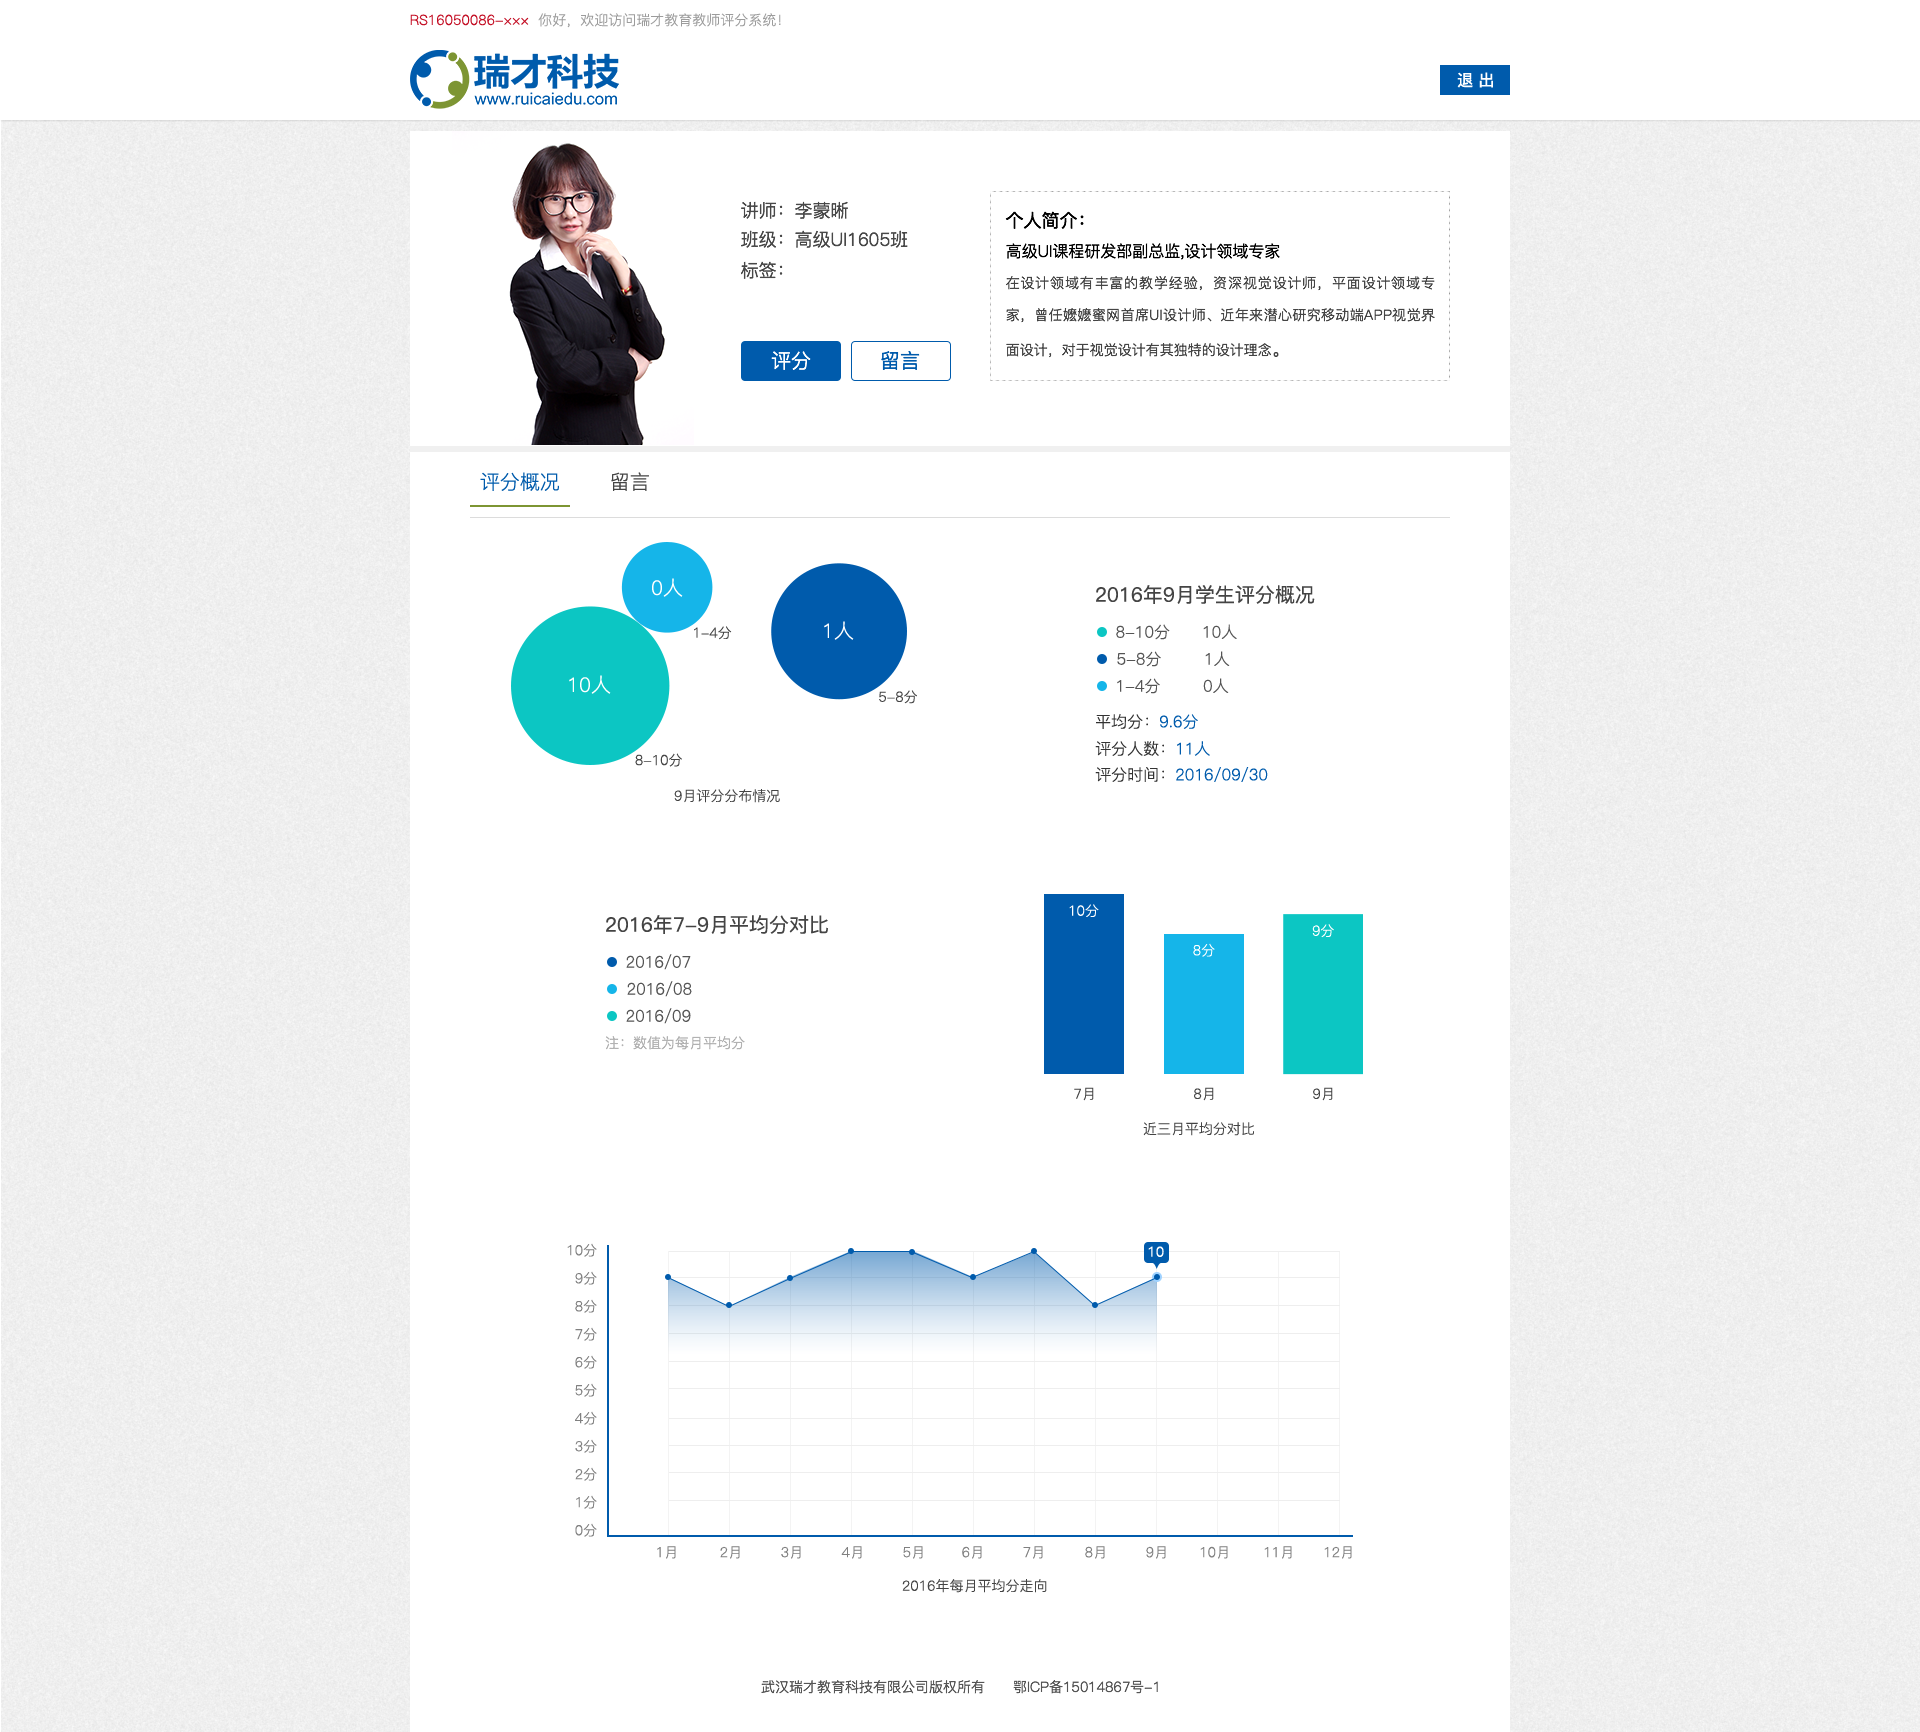 RS16050086-××× 你好，欢迎访问瑞才教育教师评分系统！
瑞才科技
www.ruicaiedu.com
退 出
讲师：李蒙晰
班级：高级UI1605班
标签：
评分
留言
个人简介：
高级UI课程研发部副总监,设计领域专家
在设计领域有丰富的教学经验，资深视觉设计师，平面设计领域专
家，曾任嬷嬷蜜网首席UI设计师、近年来潜心研究移动端APP视觉界
面设计，对于视觉设计有其独特的设计理念。
评分概况
留言
0人
1-4分
1人
5-8分
10人
8-10分
9月评分分布情况
2016年9月学生评分概况
8-10分 10人
5-8分 1人
1-4分 0人
平均分：9.6分
评分人数：11人
评分时间：2016/09/30
2016年7-9月平均分对比
2016/07
2016/08
2016/09
注：数值为每月平均分
10分
8分
9分
7月
8月
9月
近三月平均分对比
10
10分
9分
8分
7分
6分
5分
4分
3分
2分
1分
0分
1月 2月 3月 4月 5月 6月 7月 8月 9月 10月 11月 12月
2016年每月平均分走向
武汉瑞才教育科技有限公司版权所有 鄂ICP备15014867号-1